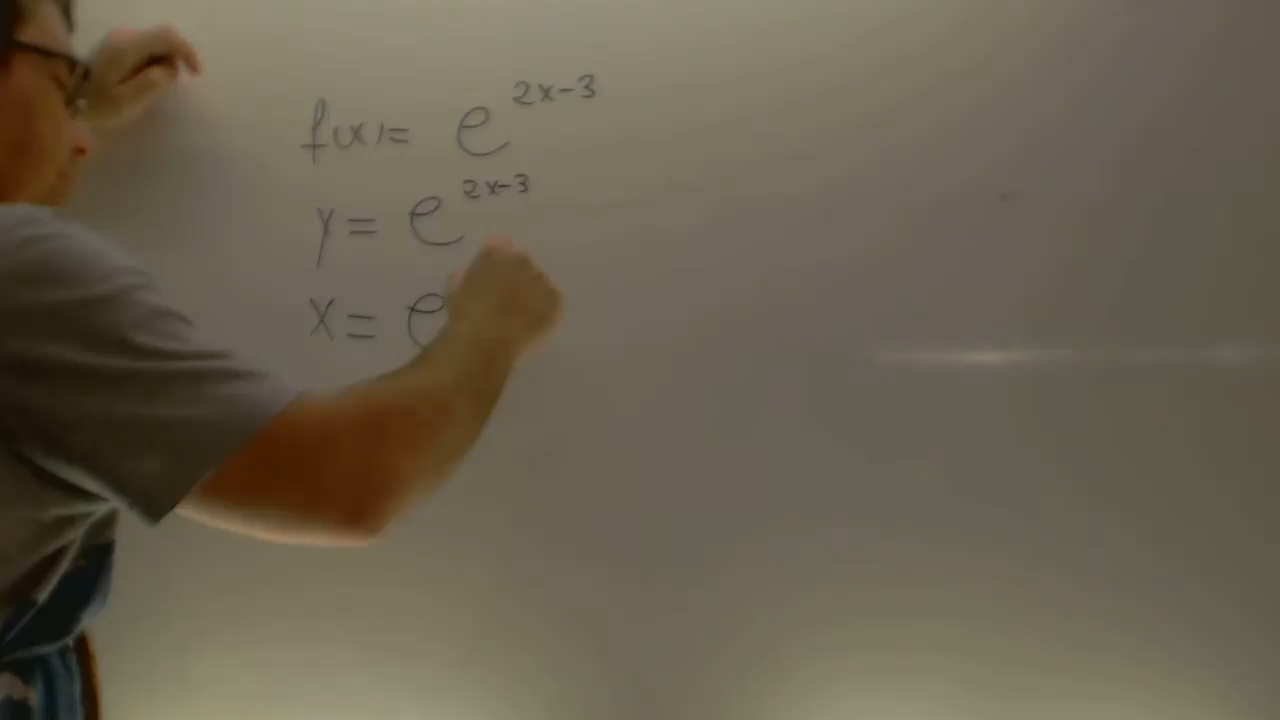 f(x)= e^{2x-3}
y= e^{2x-3}
x= e